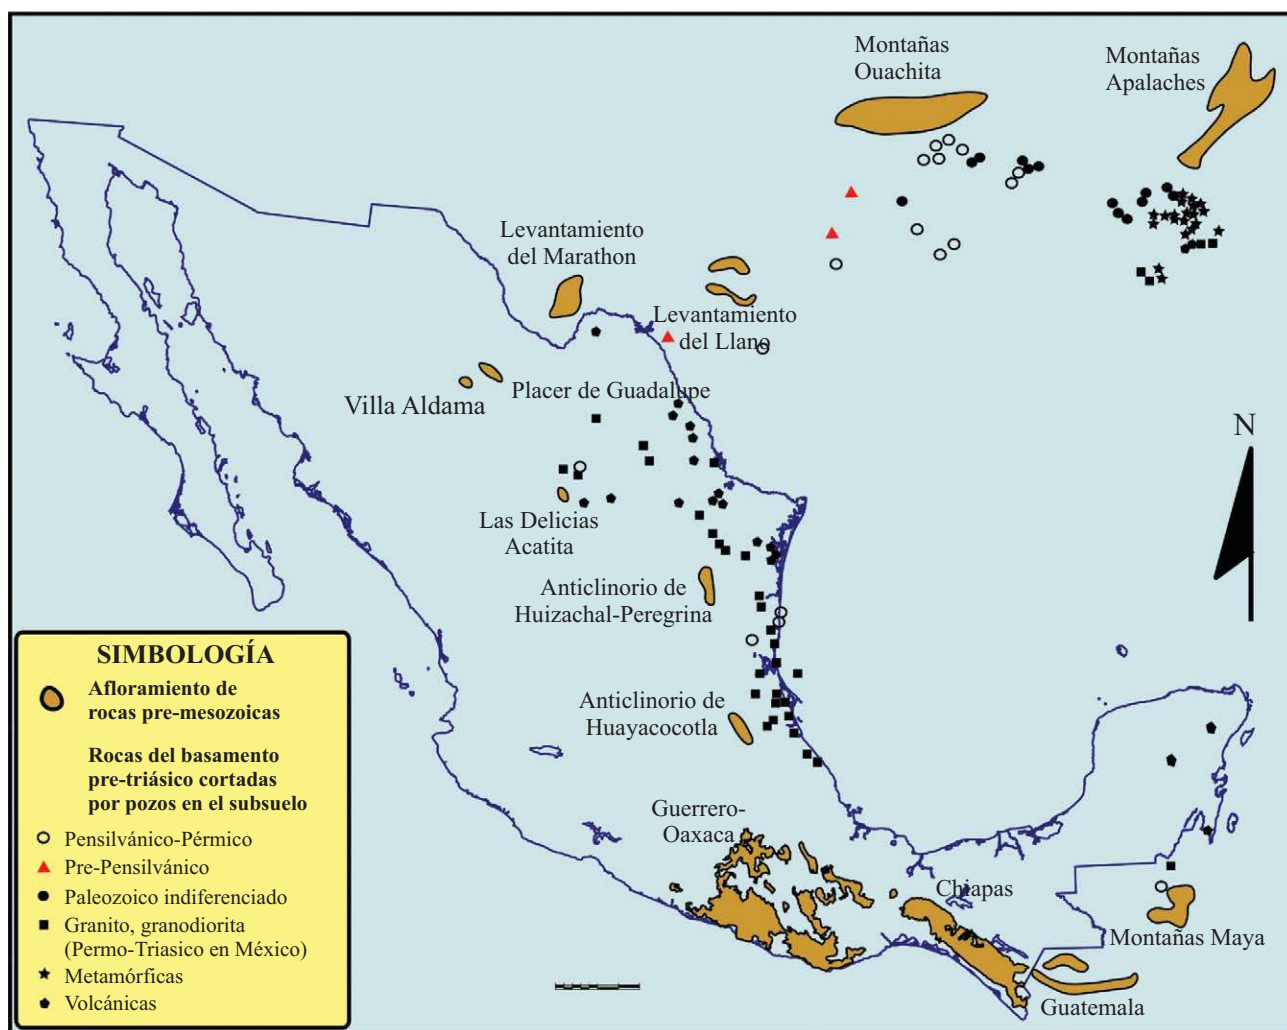 Montañas
Ouachita
Montañas
Apalaches
Levantamiento
del Marathon
Levantamiento
del Llano
Placer de Guadalupe
Villa Aldama
N
Las Delicias
Acatita
Anticlinorio de
Huizachal-Peregrina
Anticlinorio de
Huayacocotla
Guerrero-
Oaxaca
Chiapas
Montañas Maya
Guatemala
SIMBOLOGÍA
Afloramiento de
rocas pre-mesozoicas
Rocas del basamento
pre-triásico cortadas
por pozos en el subsuelo
Pensilvánico-Pérmico
Pre-Pensilvánico
Paleozoico indiferenciado
Granito, granodiorita
(Permo-Triasico en México)
Metamórficas
Volcánicas